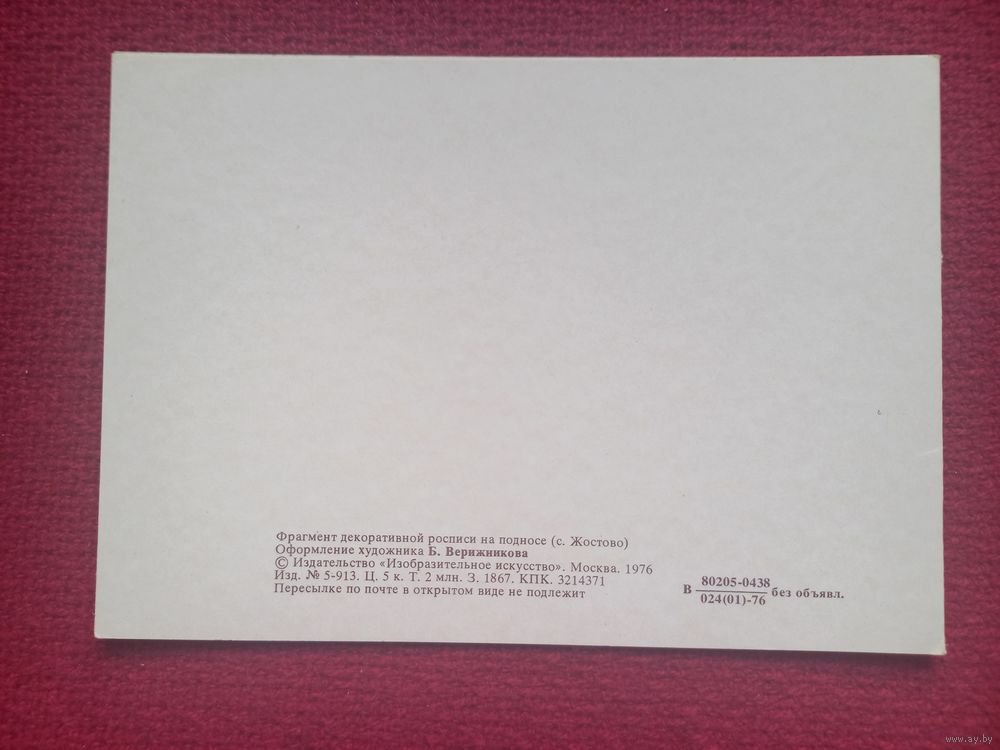 Фрагмент декоративной росписи на подносе (с. Жостово)
Оформление художника Б. Верижникова
© Издательство «Изобразительное искусство». Москва. 1976
Изд. № 5-913. Ц. 5 к. Т. 2 млн. З. 1867. КПК. 3214371
Пересылке по почте в открытом виде не подлежит
80205-0438
В без объявл.
024(01)-76
www.ay.by